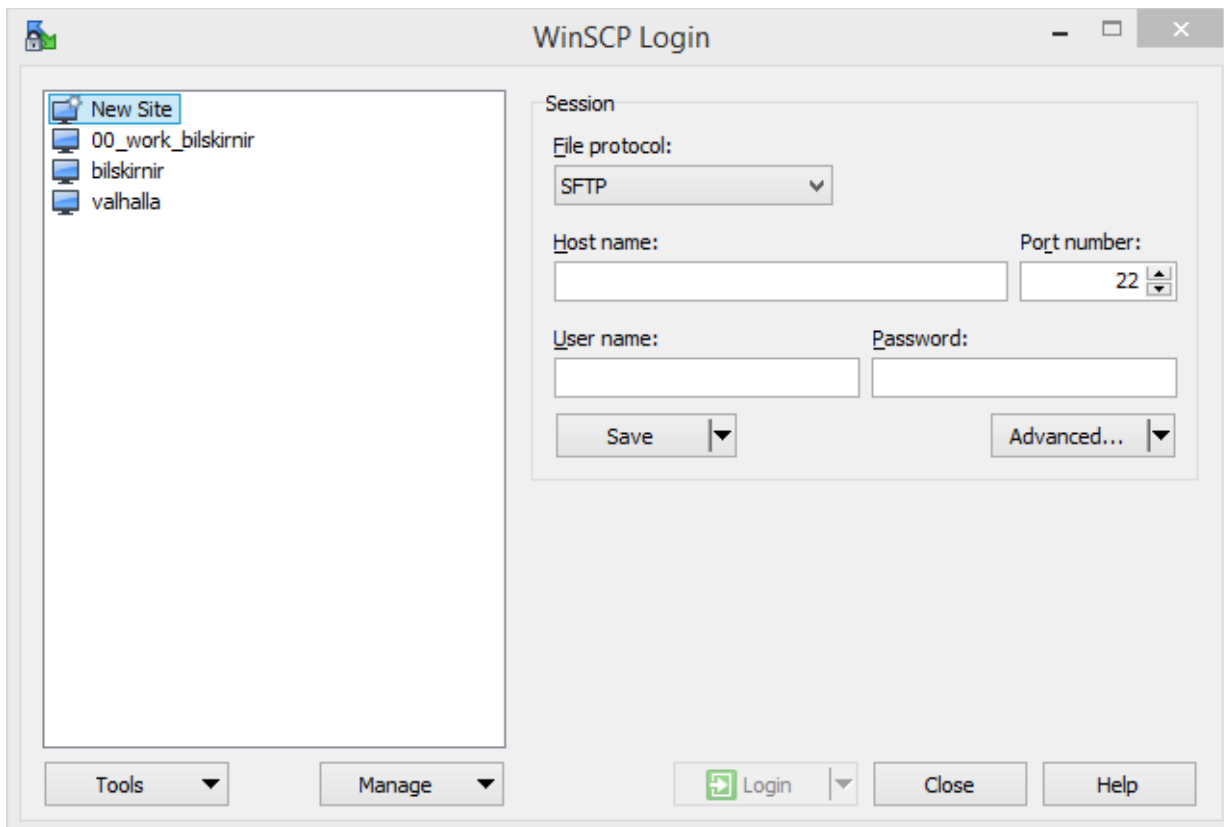 WinSCP Login
New Site
00_work_bilskirnir
bilskirnir
valhalla
Session
File protocol:
SFTP
Host name: Port number:
22
User name: Password:
Save Advanced...
Tools Manage Login Close Help